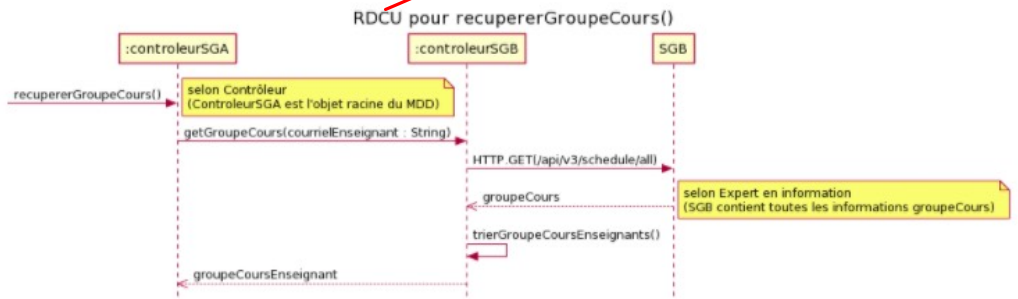 RDCU pour recupererGroupeCours()
:controleurSGA
:controleurSGB
SGB
recupererGroupeCours()
selon Contrôleur
(ControleurSGA est l'objet racine du MDD)
getGroupeCours(courrielEnseignant : String)
HTTP.GET(/api/v3/schedule/all)
groupeCours
selon Expert en information
(SGB contient toutes les informations groupeCours)
trierGroupeCoursEnseignants()
groupeCoursEnseignant